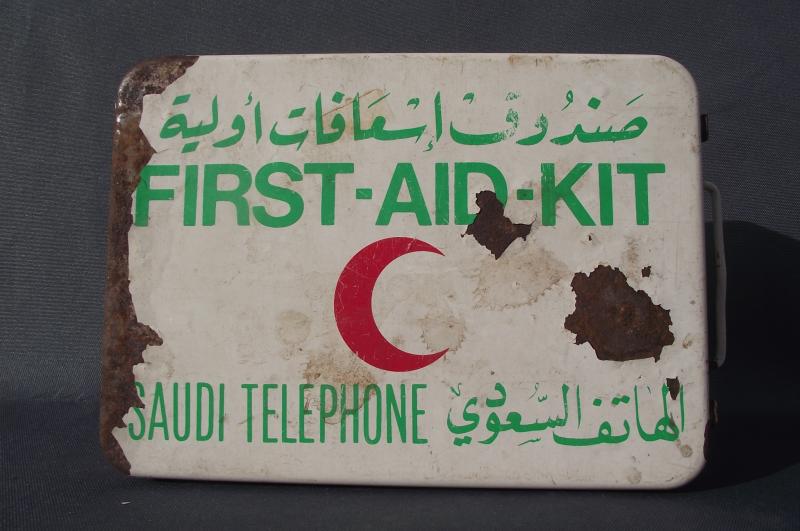 صندوق إسعافات أولية
FIRST-AID-KIT
SAUDI TELEPHONE الهاتف السعودي